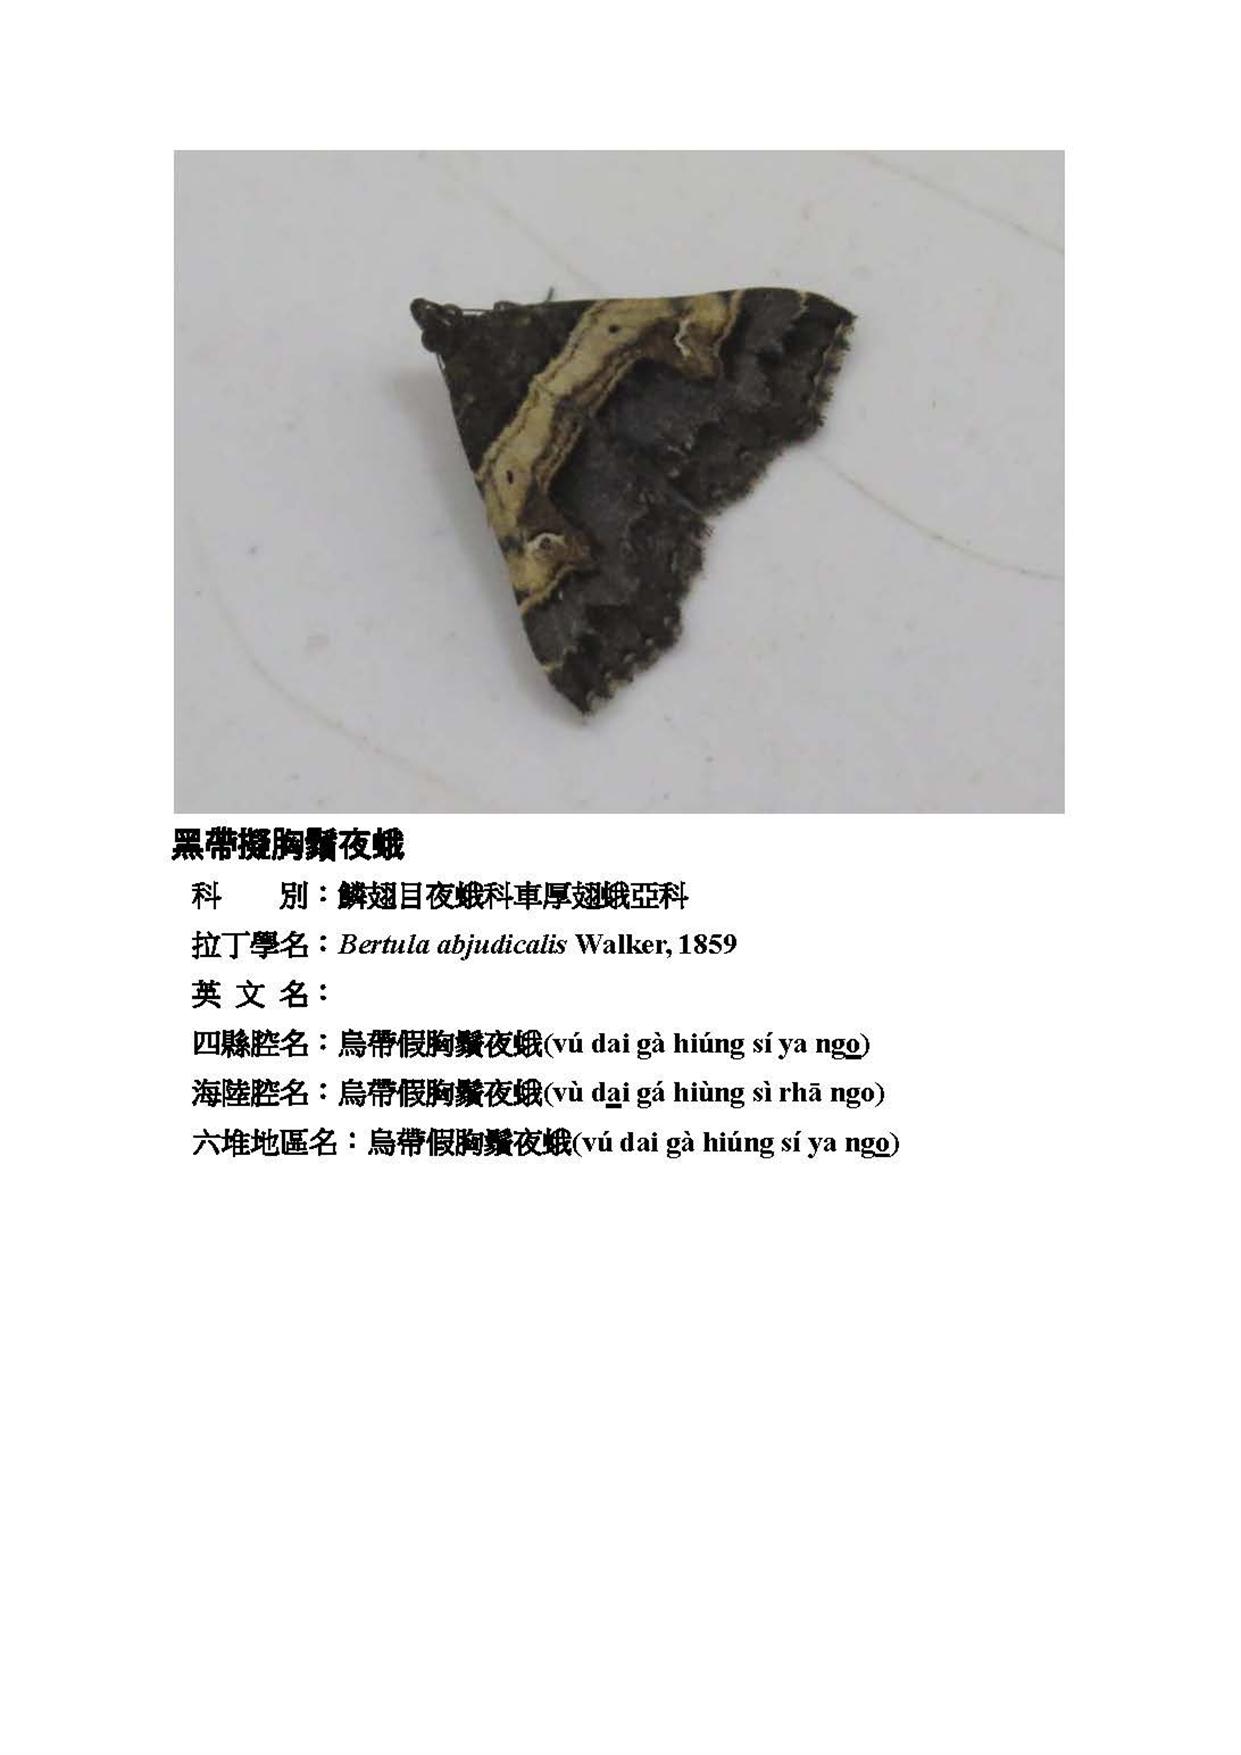 黑帶擬胸鬚夜蛾
科　　別：鱗翅目夜蛾科車厚翅蛾亞科
拉丁學名：Bertula abjudicalis Walker, 1859
英 文 名：
四縣腔名：烏帶假胸鬚夜蛾(vú dai gà hiúng sí ya ngo̲)
海陸腔名：烏帶假胸鬚夜蛾(vù da̲i gá hiùng sì rhā ngo)
六堆地區名：烏帶假胸鬚夜蛾(vú dai gà hiúng sí ya ngo̲)